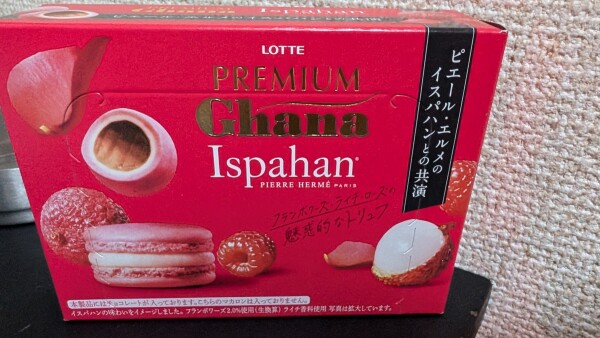 LOTTE
PREMIUM
Ghana
Ispahan®
PIERRE HERMÉ PARIS
ピエール・エルメの
イスパハンとの共演
フランボワーズ、ライチ、ローズの
魅惑的なトリュフ
本製品にはチョコレートが入っております。こちらのマカロンは入っておりません。
イスパハンの味わいをイメージしました。フランボワーズ2.0%使用(生換算) ライチ香料使用 写真は拡大しています。